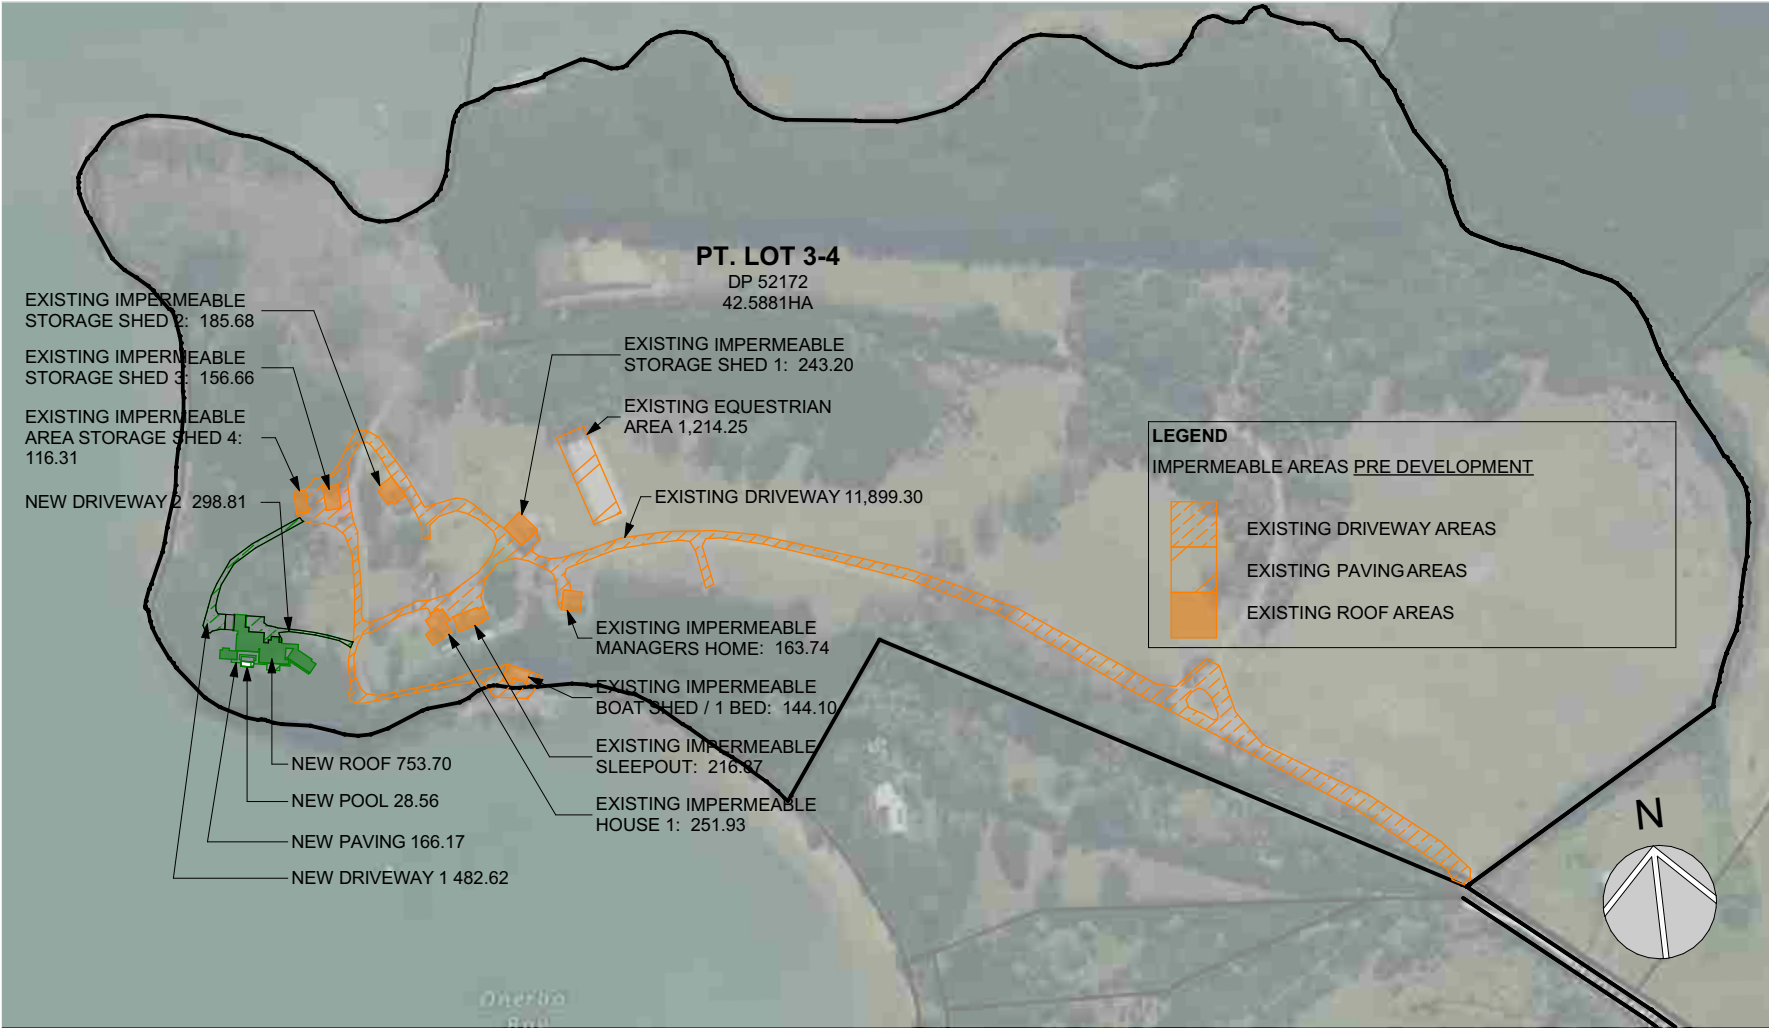 PT. LOT 3-4
DP 52172
42.5881HA
EXISTING IMPERMEABLE
STORAGE SHED 2: 185.68
EXISTING IMPERMEABLE
STORAGE SHED 3: 156.66
EXISTING IMPERMEABLE
AREA STORAGE SHED 4:
116.31
NEW DRIVEWAY 2 298.81
EXISTING IMPERMEABLE
STORAGE SHED 1: 243.20
EXISTING EQUESTRIAN
AREA 1,214.25
EXISTING DRIVEWAY 11,899.30
EXISTING IMPERMEABLE
MANAGERS HOME: 163.74
EXISTING IMPERMEABLE
BOAT SHED / 1 BED: 144.10
EXISTING IMPERMEABLE
SLEEPOUT: 216.87
EXISTING IMPERMEABLE
HOUSE 1: 251.93
NEW ROOF 753.70
NEW POOL 28.56
NEW PAVING 166.17
NEW DRIVEWAY 1 482.62
LEGEND
IMPERMEABLE AREAS PRE DEVELOPMENT
EXISTING DRIVEWAY AREAS
EXISTING PAVING AREAS
EXISTING ROOF AREAS
N